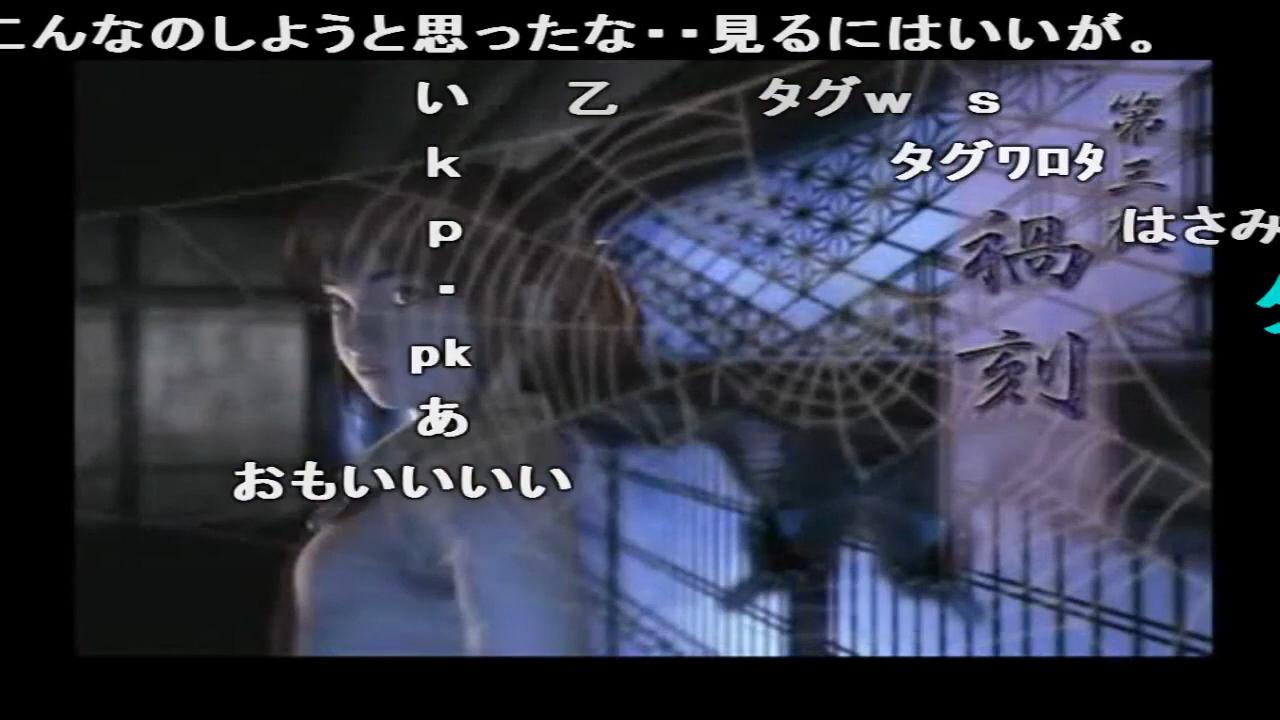 こんなのしようと思ったな・・見るにはいいが。
い
乙
タグw
s
k
タグワロタ
p
はさみ
-
pk
あ
おもいいいい
第三
禍刻